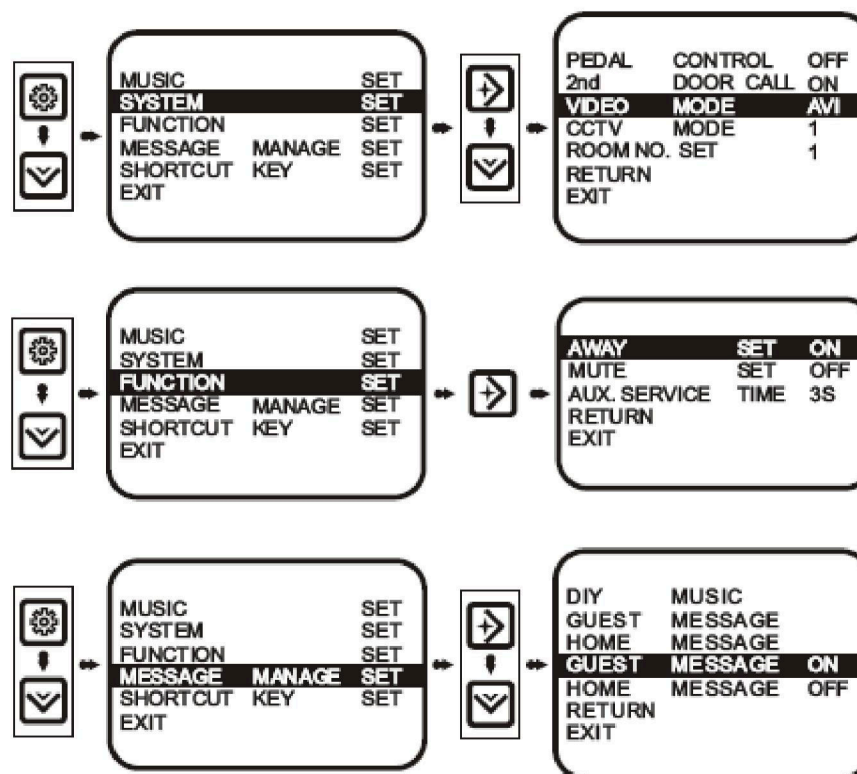 MUSIC SET
SYSTEM SET
FUNCTION SET
MESSAGE MANAGE SET
SHORTCUT KEY SET
EXIT
PEDAL CONTROL OFF
2nd DOOR CALL ON
VIDEO MODE AVI
CCTV MODE 1
ROOM NO. SET 1
RETURN
EXIT
MUSIC SET
SYSTEM SET
FUNCTION SET
MESSAGE MANAGE SET
SHORTCUT KEY SET
EXIT
AWAY SET ON
MUTE SET OFF
AUX. SERVICE TIME 3S
RETURN
EXIT
MUSIC SET
SYSTEM SET
FUNCTION SET
MESSAGE MANAGE SET
SHORTCUT KEY SET
EXIT
DIY MUSIC
GUEST MESSAGE
HOME MESSAGE
GUEST MESSAGE ON
HOME MESSAGE OFF
RETURN
EXIT